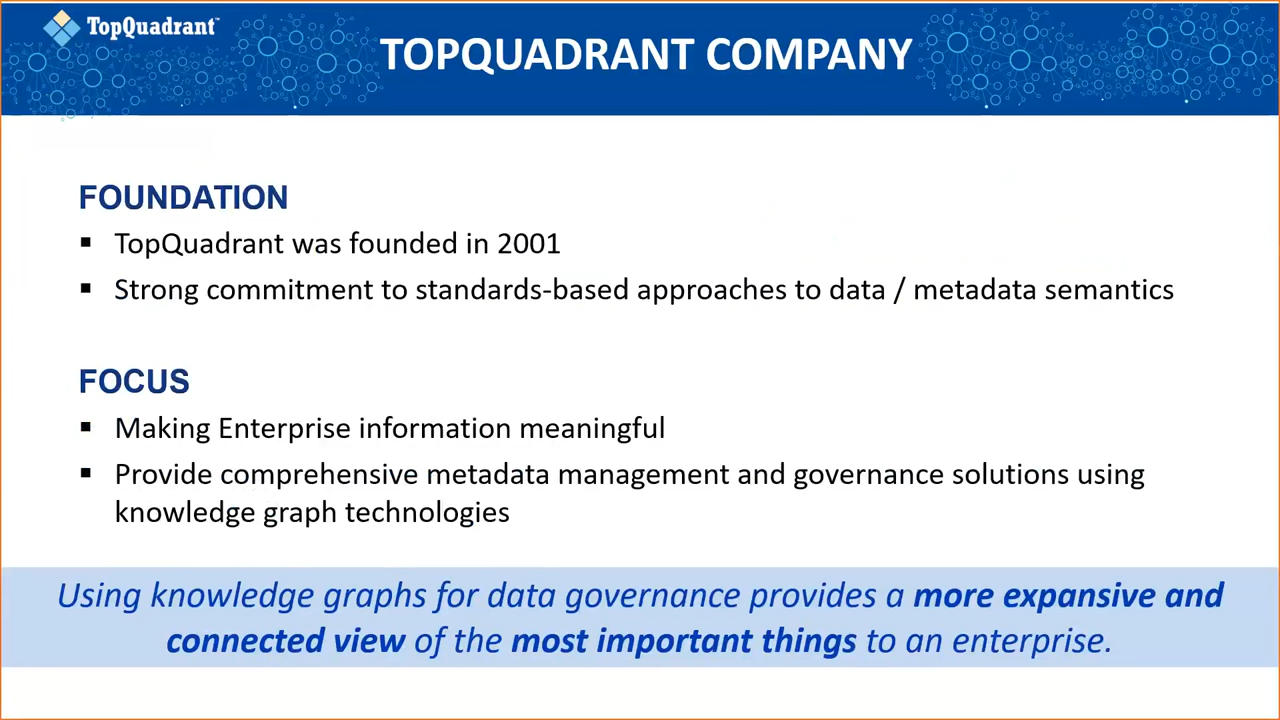 TopQuadrant™
TOPQUADRANT COMPANY
FOUNDATION
▪ TopQuadrant was founded in 2001
▪ Strong commitment to standards-based approaches to data / metadata semantics
FOCUS
▪ Making Enterprise information meaningful
▪ Provide comprehensive metadata management and governance solutions using
knowledge graph technologies
Using knowledge graphs for data governance provides a more expansive and
connected view of the most important things to an enterprise.